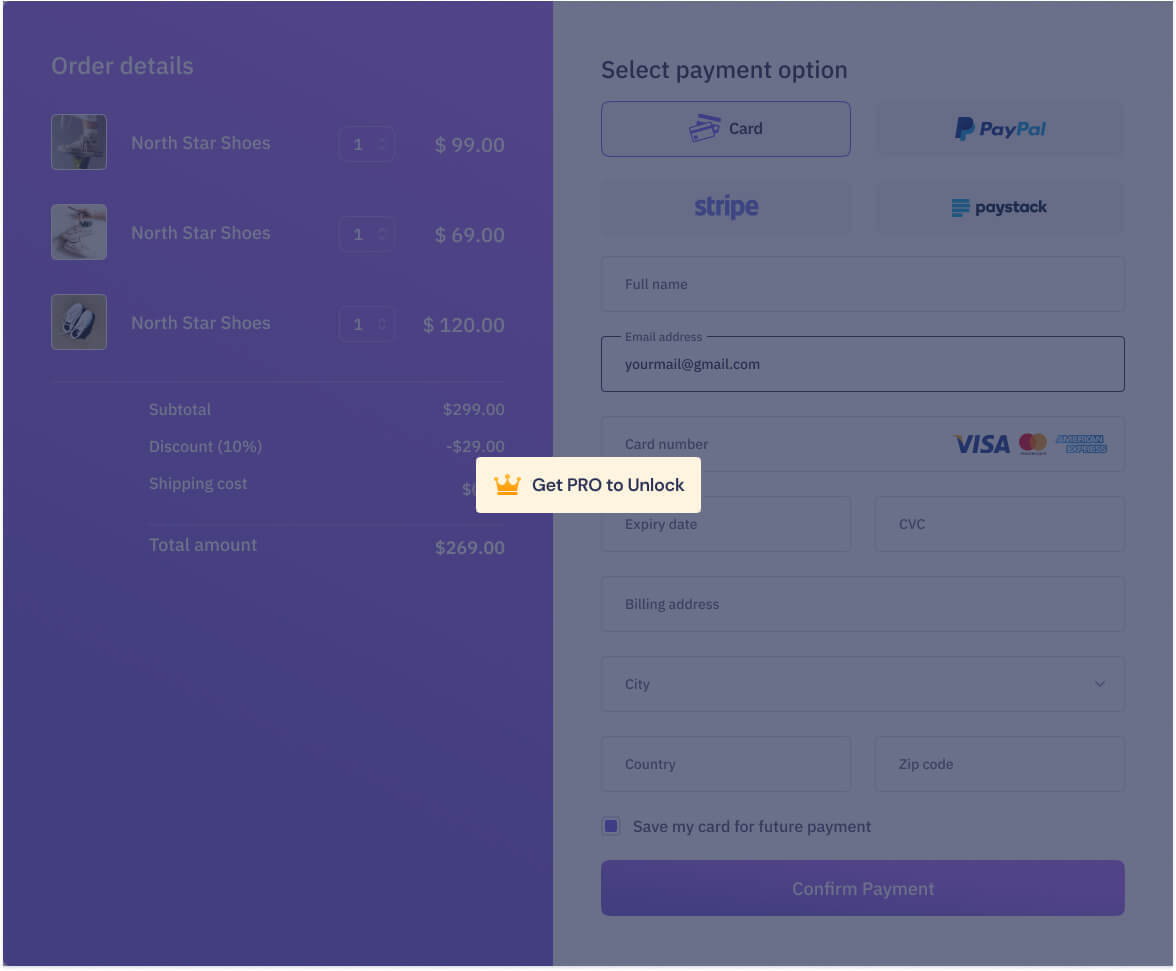 Order details
North Star Shoes 1 $ 99.00
North Star Shoes 1 $ 69.00
North Star Shoes 1 $ 120.00
Subtotal $299.00
Discount (10%) -$29.00
Shipping cost
Total amount $269.00
Select payment option
Card PayPal
stripe paystack
Full name
Email address
yourmail@gmail.com
Card number VISA mastercard AMERICAN EXPRESS
Get PRO to Unlock
Expiry date CVC
Billing address
City
Country Zip code
Save my card for future payment
Confirm Payment